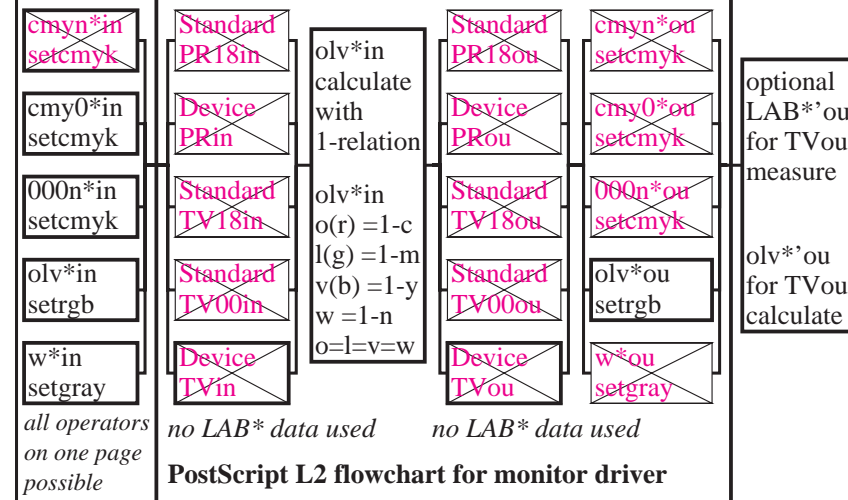 cmyn*in
setcmyk
cmy0*in
setcmyk
000n*in
setcmyk
olv*in
setrgb
w*in
setgray
all operators
on one page
possible
Standard
PR18in
Device
PRin
Standard
TV18in
Standard
TV00in
Device
TVin
no LAB* data used
olv*in
calculate
with
1-relation
olv*in
o(r) =1-c
l(g) =1-m
v(b) =1-y
w =1-n
o=l=v=w
Standard
PR18ou
Device
PRou
Standard
TV18ou
Standard
TV00ou
Device
TVou
no LAB* data used
cmyn*ou
setcmyk
cmy0*ou
setcmyk
000n*ou
setcmyk
olv*ou
setrgb
w*ou
setgray
optional
LAB*’ou
for TVou
measure
olv*’ou
for TVou
calculate
PostScript L2 flowchart for monitor driver